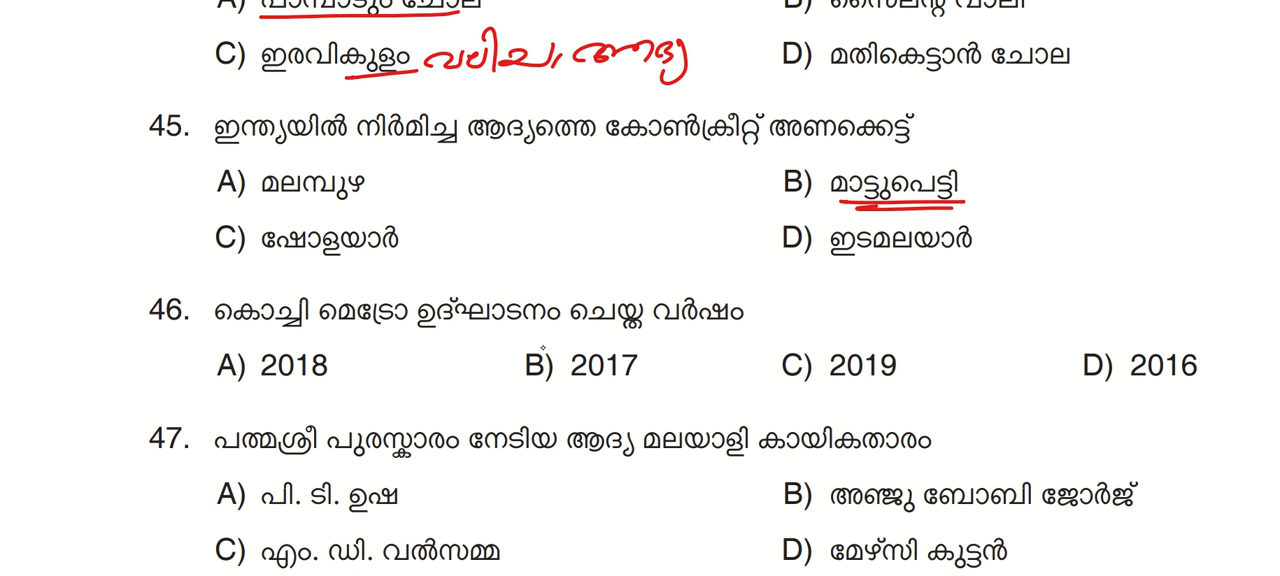 A) പാമ്പാടും ചോല B) സൈലന്റ് വാലി
C) ഇരവികുളം വലിച, ആദ്യ D) മതികെട്ടാൻ ചോല
45. ഇന്ത്യയിൽ നിർമിച്ച ആദ്യത്തെ കോൺക്രീറ്റ് അണക്കെട്ട്
A) മലമ്പുഴ B) മാട്ടുപെട്ടി
C) ഷോളയാർ D) ഇടമലയാർ
46. കൊച്ചി മെട്രോ ഉദ്ഘാടനം ചെയ്ത വർഷം
A) 2018 B) 2017 C) 2019 D) 2016
47. പത്മശ്രീ പുരസ്കാരം നേടിയ ആദ്യ മലയാളി കായികതാരം
A) പി. ടി. ഉഷ B) അഞ്ജു ബോബി ജോർജ്
C) എം. ഡി. വൽസമ്മ D) മേഴ്സി കുട്ടൻ